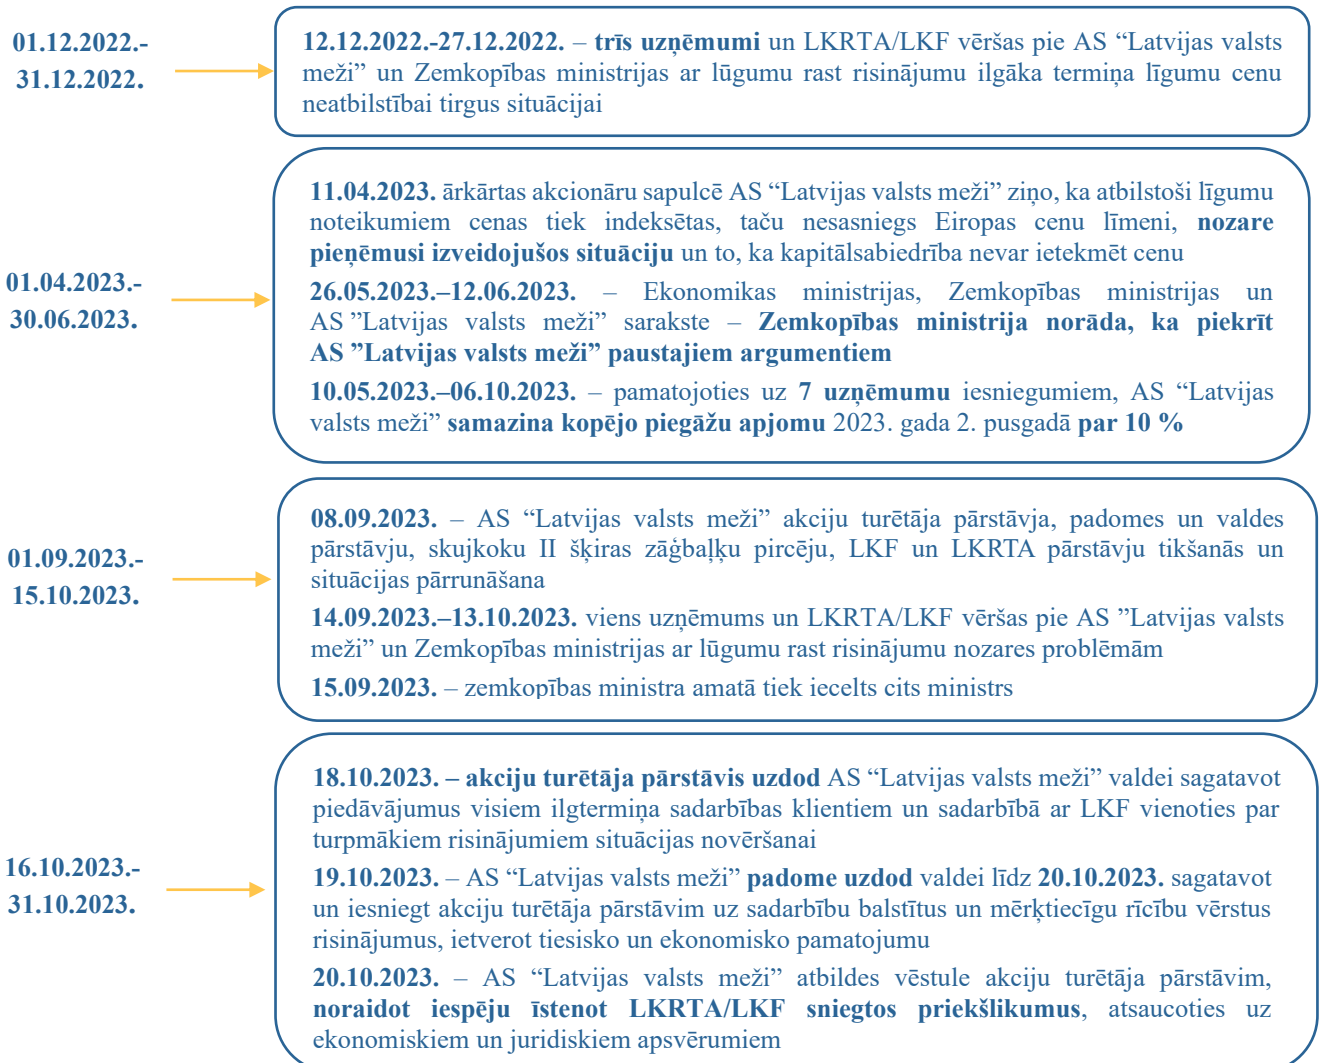 01.12.2022.-
31.12.2022.
12.12.2022.-27.12.2022. – trīs uzņēmumi un LKRTA/LKF vēršas pie AS “Latvijas valsts
meži” un Zemkopības ministrijas ar lūgumu rast risinājumu ilgāka termiņa līgumu cenu
neatbilstībai tirgus situācijai
01.04.2023.-
30.06.2023.
11.04.2023. ārkārtas akcionāru sapulcē AS “Latvijas valsts meži” ziņo, ka atbilstoši līgumu
noteikumiem cenas tiek indeksētas, taču nesasniegs Eiropas cenu līmeni, nozare
pieņēmusi izveidojušos situāciju un to, ka kapitālsabiedrība nevar ietekmēt cenu
26.05.2023.–12.06.2023. – Ekonomikas ministrijas, Zemkopības ministrijas un
AS ”Latvijas valsts meži” sarakste – Zemkopības ministrija norāda, ka piekrīt
AS ”Latvijas valsts meži” paustajiem argumentiem
10.05.2023.–06.10.2023. – pamatojoties uz 7 uzņēmumu iesniegumiem, AS “Latvijas
valsts meži” samazina kopējo piegāžu apjomu 2023. gada 2. pusgadā par 10 %
01.09.2023.-
15.10.2023.
08.09.2023. – AS “Latvijas valsts meži” akciju turētāja pārstāvja, padomes un valdes
pārstāvju, skujkoku II šķiras zāģbaļķu pircēju, LKF un LKRTA pārstāvju tikšanās un
situācijas pārrunāšana
14.09.2023.–13.10.2023. viens uzņēmums un LKRTA/LKF vēršas pie AS ”Latvijas valsts
meži” un Zemkopības ministrijas ar lūgumu rast risinājumu nozares problēmām
15.09.2023. – zemkopības ministra amatā tiek iecelts cits ministrs
16.10.2023.-
31.10.2023.
18.10.2023. – akciju turētāja pārstāvis uzdod AS “Latvijas valsts meži” valdei sagatavot
piedāvājumus visiem ilgtermiņa sadarbības klientiem un sadarbībā ar LKF vienoties par
turpmākiem risinājumiem situācijas novēršanai
19.10.2023. – AS “Latvijas valsts meži” padome uzdod valdei līdz 20.10.2023. sagatavot
un iesniegt akciju turētāja pārstāvim uz sadarbību balstītus un mērķtiecīgu rīcību vērstus
risinājumus, ietverot tiesisko un ekonomisko pamatojumu
20.10.2023. – AS “Latvijas valsts meži” atbildes vēstule akciju turētāja pārstāvim,
noraidot iespēju īstenot LKRTA/LKF sniegtos priekšlikumus, atsaucoties uz
ekonomiskiem un juridiskiem apsvērumiem